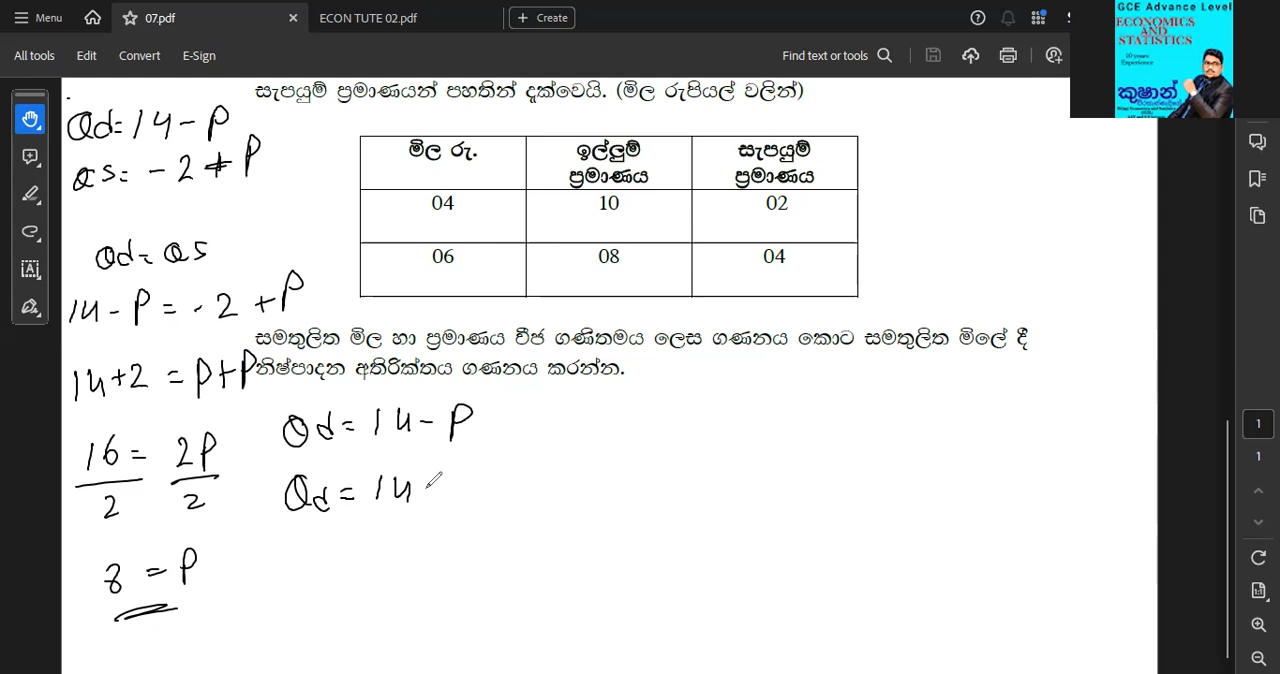 Menu
07.pdf
ECON TUTE 02.pdf
Create
All tools
Edit
Convert
E-Sign
Find text or tools
GCE Advance Level
ECONOMICS
AND
STATISTICS
10 years
Experience
කුෂාන්
සැපයුම් ප්‍රමාණයන් පහතින් දැක්වෙයි. (මිල රුපියල් වලින්)
මිල රු. ඉල්ලුම් ප්‍රමාණය සැපයුම් ප්‍රමාණය
04 10 02
06 08 04
සමතුලිත මිල හා ප්‍රමාණය වීජ ගණිතමය ලෙස ගණනය කොට සමතුලිත මිලේ දී
නිෂ්පාදන අතිරික්තය ගණනය කරන්න.
Qd=14-P
Qs=-2+P
Qd=Qs
14-P=-2+P
14+2=P+P
16=2P
2 2
8=P
Qd=14-P
Qd=14
1
1